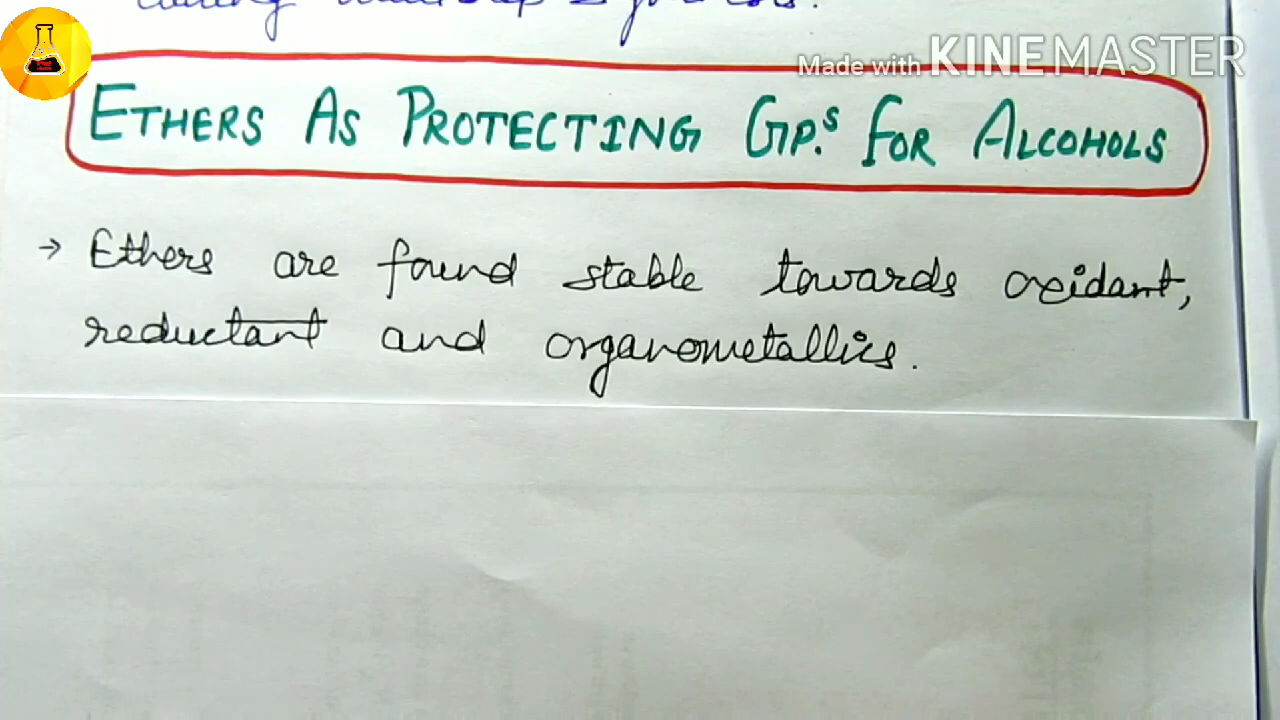 Made with KINEMASTER
ETHERS AS PROTECTING GP.s FOR ALCOHOLS
→ Ethers are found stable towards oxidant,
reductant and organometallics.